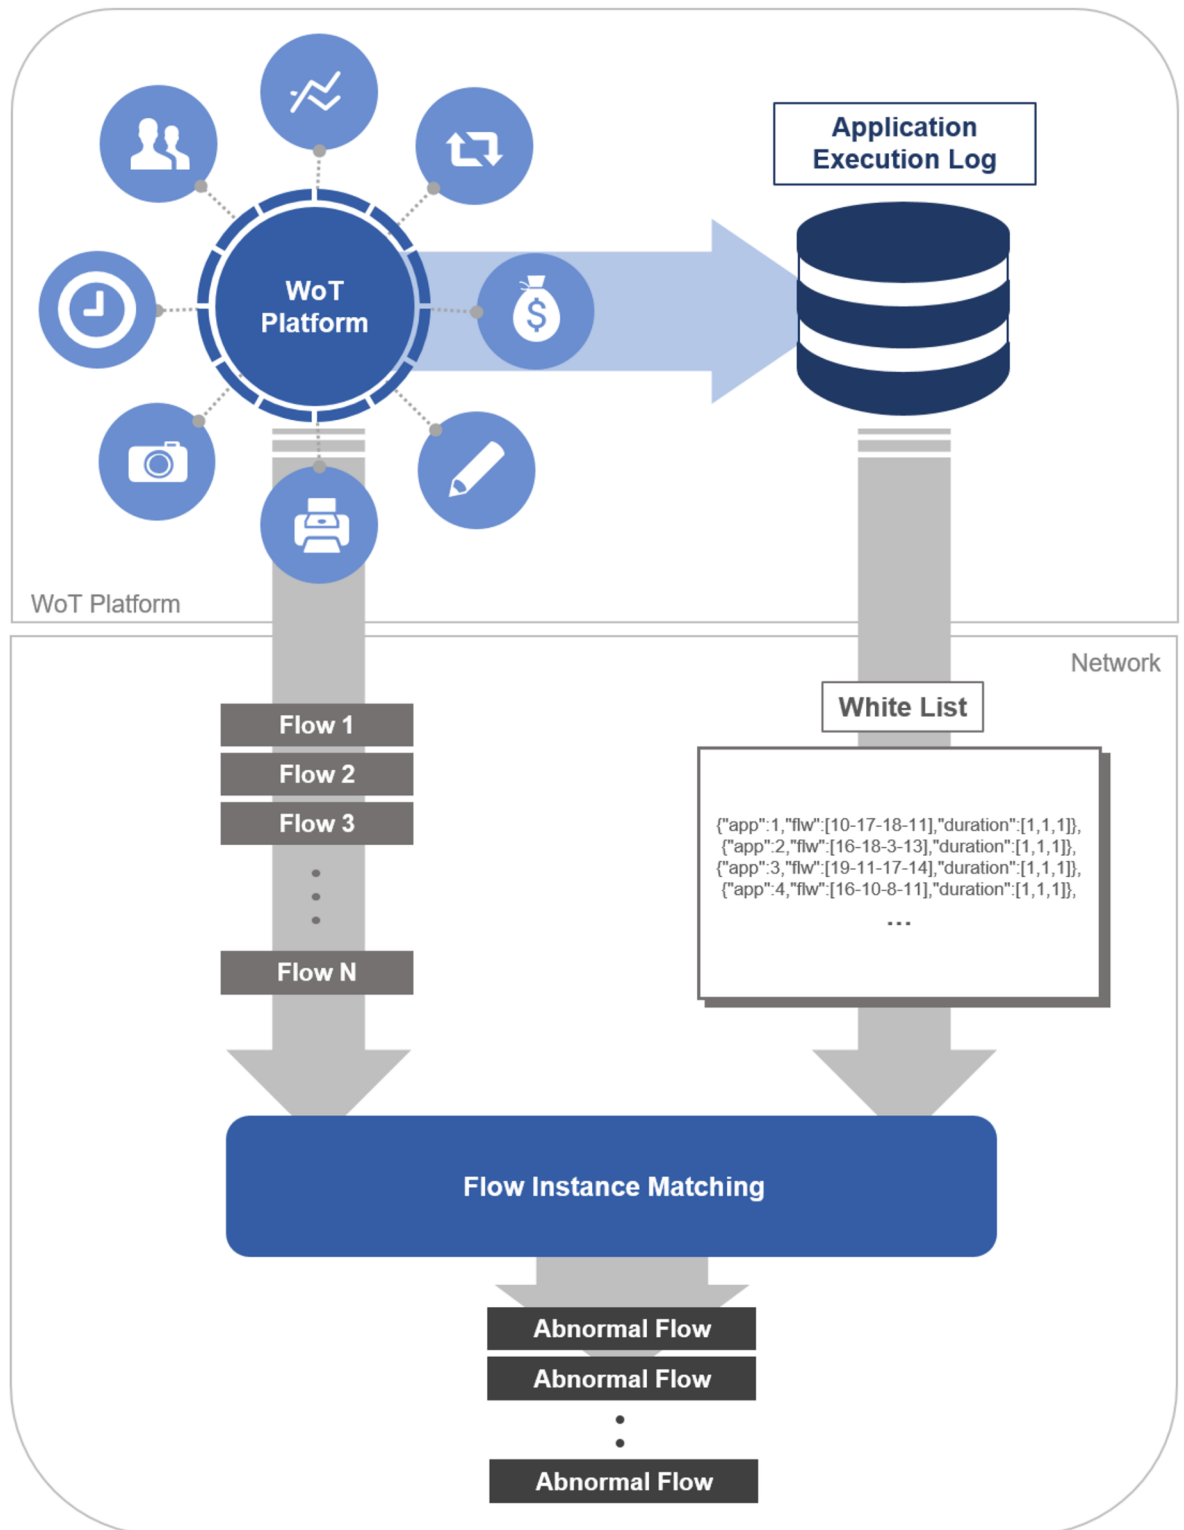 Application
Execution Log
WoT
Platform
$
WoT Platform
Network
Flow 1
Flow 2
Flow 3
Flow N
White List
{"app":1,"flw":[10-17-18-11],"duration":[1,1,1]},
{"app":2,"flw":[16-18-3-13],"duration":[1,1,1]},
{"app":3,"flw":[19-11-17-14],"duration":[1,1,1]},
{"app":4,"flw":[16-10-8-11],"duration":[1,1,1]},
...
Flow Instance Matching
Abnormal Flow
Abnormal Flow
Abnormal Flow